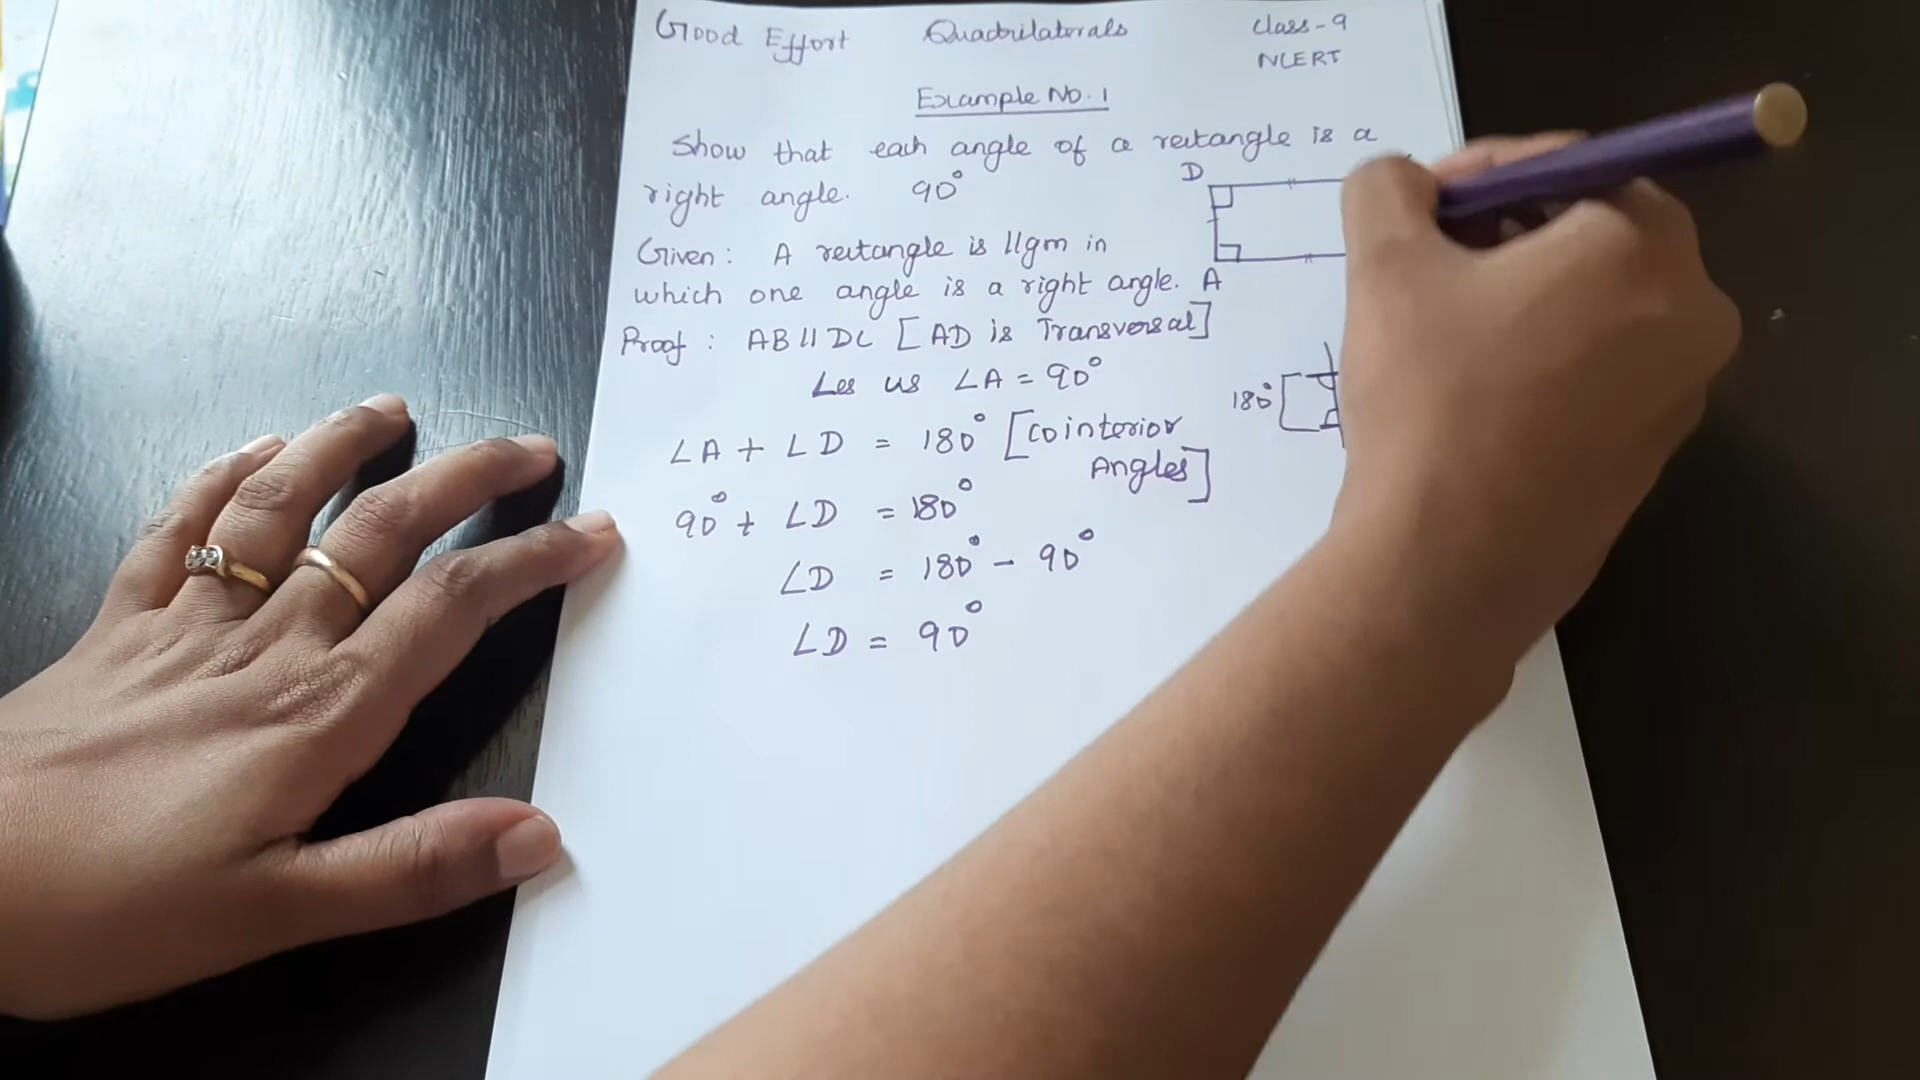 Good Effort Quadrilaterals Class-9
NCERT
Example No. 1
Show that each angle of a rectangle is a
right angle. 90°
D
Given: A rectangle is llgm in
which one angle is a right angle. A
Proof: AB ll DC [AD is Transversal]
Les us ∠A = 90°
180°
∠A + ∠D = 180° [cointerior
Angles]
90° + ∠D = 180°
∠D = 180° - 90°
∠D = 90°